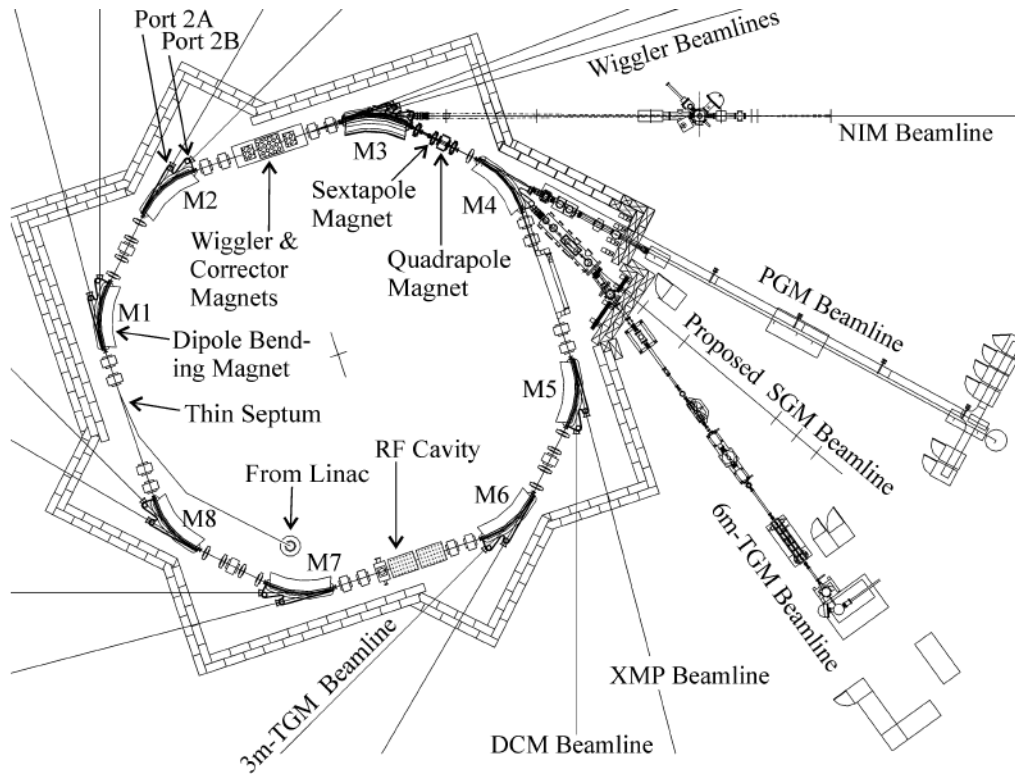 Port 2A
Port 2B
Wiggler Beamlines
NIM Beamline
M3
M2
Sextapole
Magnet
M4
Wiggler &
Corrector
Magnets
Quadrapole
Magnet
PGM Beamline
M1
Dipole Bend-
ing Magnet
Proposed SGM Beamline
M5
Thin Septum
RF Cavity
From Linac
M6
M8
M7
6m-TGM Beamline
3m-TGM Beamline
XMP Beamline
DCM Beamline